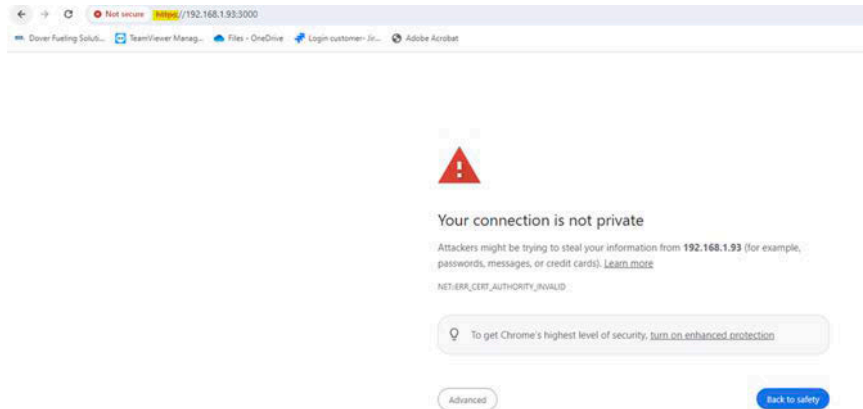 Not secure https://192.168.1.93:3000
Dover Fueling Soluti... TeamViewer Manag... Files - OneDrive Login customer- Jir... Adobe Acrobat
Your connection is not private
Attackers might be trying to steal your information from 192.168.1.93 (for example,
passwords, messages, or credit cards). Learn more
NET::ERR_CERT_AUTHORITY_INVALID
To get Chrome's highest level of security, turn on enhanced protection
Advanced Back to safety